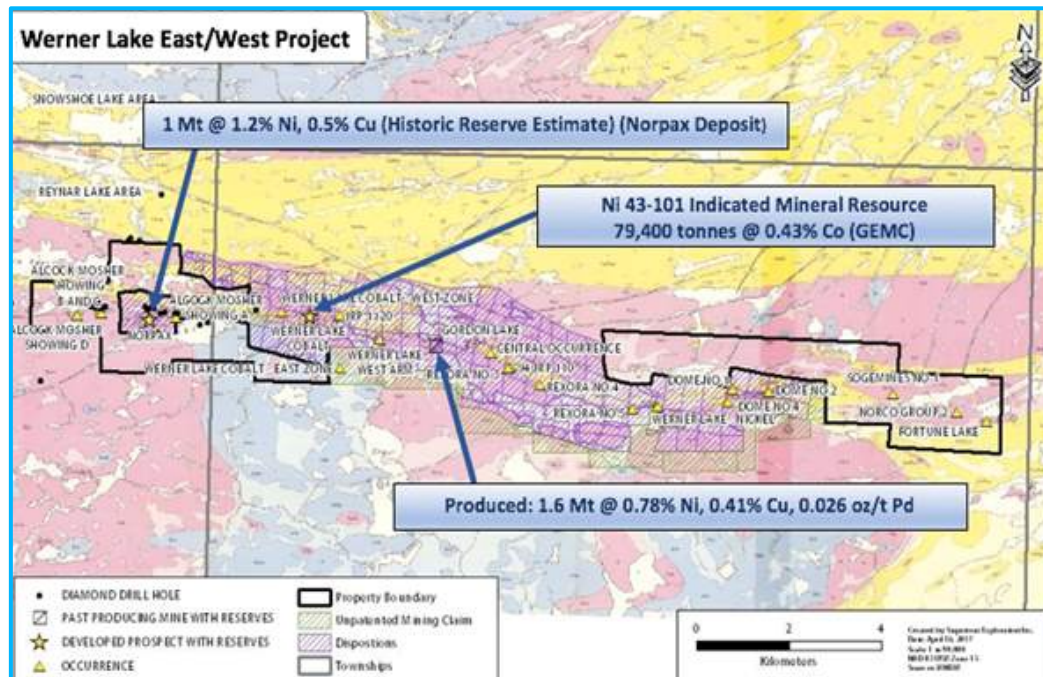 Werner Lake East/West Project
N
SNOWSHOE LAKE AREA
1 Mt @ 1.2% Ni, 0.5% Cu (Historic Reserve Estimate) (Norpax Deposit)
REYNAR LAKE AREA
Ni 43-101 Indicated Mineral Resource
79,400 tonnes @ 0.43% Co (GEMC)
ALCOCK MOSHER
SHOWING
B AND C
ALCOCK MOSHER
SHOWING A
WERNER LAKE COBALT WEST ZONE
ALCOCK MOSHER
SHOWING D
NORPAX
WERNER LAKE
COBALT
EAST ZONE
GORDON LAKE
CENTRAL OCCURRENCE
WERNER LAKE COBALT
WERNER LAKE
WEST ARM
REXORA NO. 3
REXORA NO. 4
REXORA NO. 5
DOME NO. 1
DOME NO. 2
DOME NO. 4
WERNER LAKE NICKEL
SOGEMINES NO. 1
NORCO GROUP 2
FORTUNE LAKE
Produced: 1.6 Mt @ 0.78% Ni, 0.41% Cu, 0.026 oz/t Pd
DIAMOND DRILL HOLE
PAST PRODUCING MINE WITH RESERVES
DEVELOPED PROSPECT WITH RESERVES
OCCURRENCE
Property Boundary
Unpatented Mining Claim
Dispostions
Townships
0 2 4
Kilometers